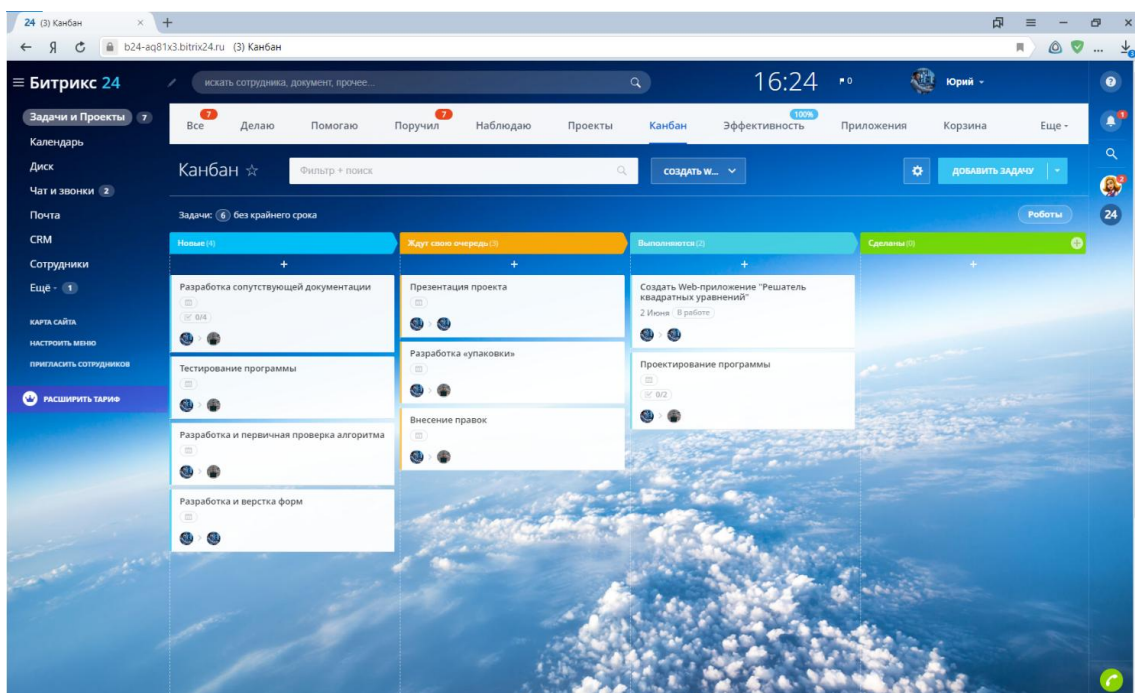 24 (3) Канбан
b24-aq81x3.bitrix24.ru (3) Канбан
Битрикс 24
искать сотрудника, документ, прочее...
16:24
0
Юрий
Задачи и Проекты 7
Календарь
Диск
Чат и звонки 2
Почта
CRM
Сотрудники
Ещё 1
КАРТА САЙТА
НАСТРОИТЬ МЕНЮ
ПРИГЛАСИТЬ СОТРУДНИКОВ
РАСШИРИТЬ ТАРИФ
7
Все
Делаю
Помогаю
7
Поручил
Наблюдаю
Проекты
Канбан
100%
Эффективность
Приложения
Корзина
Еще
Канбан
Фильтр + поиск
СОЗДАТЬ W...
ДОБАВИТЬ ЗАДАЧУ
Задачи: 6 без крайнего срока
Роботы
Новые (4)
Разработка сопутствующей документации
0/4
Тестирование программы
Разработка и первичная проверка алгоритма
Разработка и верстка форм
Ждут свою очередь (3)
Презентация проекта
Разработка «упаковки»
Внесение правок
Выполняются (2)
Создать Web-приложение "Решатель
квадратных уравнений"
2 Июня В работе
Проектирование программы
0/2
Сделаны (0)
1
2
24